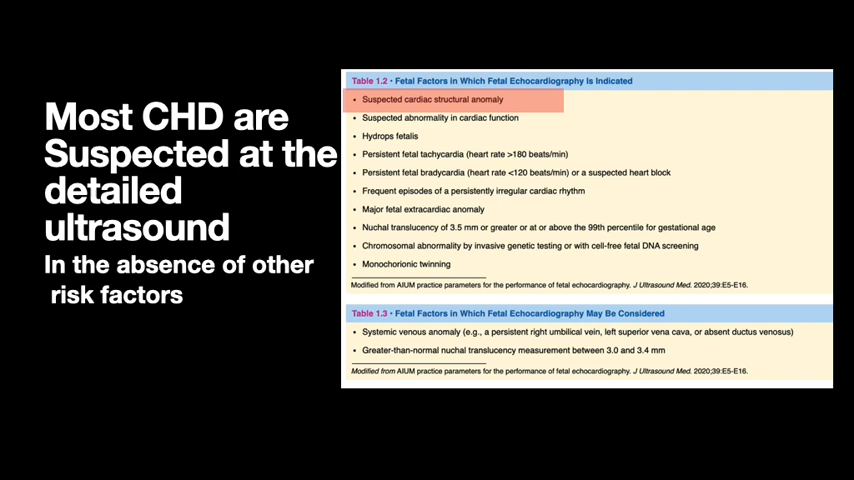 Most CHD are
Suspected at the
detailed
ultrasound
In the absence of other
risk factors
Table 1.2 • Fetal Factors in Which Fetal Echocardiography Is Indicated
• Suspected cardiac structural anomaly
• Suspected abnormality in cardiac function
• Hydrops fetalis
• Persistent fetal tachycardia (heart rate >180 beats/min)
• Persistent fetal bradycardia (heart rate <120 beats/min) or a suspected heart block
• Frequent episodes of a persistently irregular cardiac rhythm
• Major fetal extracardiac anomaly
• Nuchal translucency of 3.5 mm or greater or at or above the 99th percentile for gestational age
• Chromosomal abnormality by invasive genetic testing or with cell-free fetal DNA screening
• Monochorionic twinning
Modified from AIUM practice parameters for the performance of fetal echocardiography. J Ultrasound Med. 2020;39:E5-E16.
Table 1.3 • Fetal Factors in Which Fetal Echocardiography May Be Considered
• Systemic venous anomaly (e.g., a persistent right umbilical vein, left superior vena cava, or absent ductus venosus)
• Greater-than-normal nuchal translucency measurement between 3.0 and 3.4 mm
Modified from AIUM practice parameters for the performance of fetal echocardiography. J Ultrasound Med. 2020;39:E5-E16.